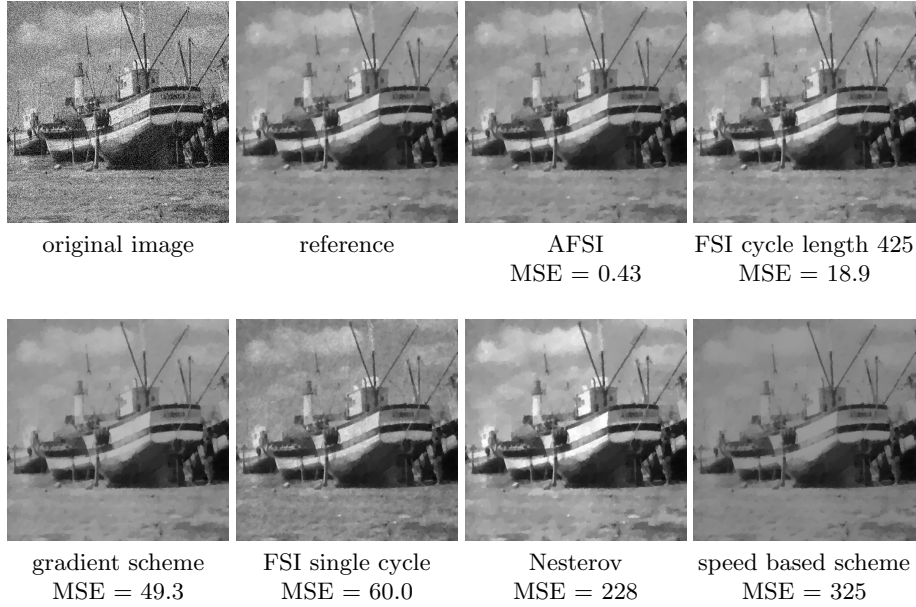 original image
reference
AFSI
MSE = 0.43
FSI cycle length 425
MSE = 18.9
gradient scheme
MSE = 49.3
FSI single cycle
MSE = 60.0
Nesterov
MSE = 228
speed based scheme
MSE = 325